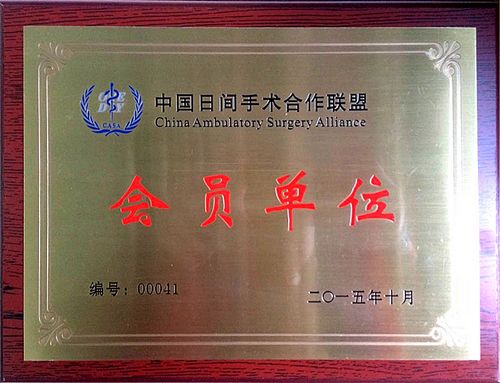 中国日间手术合作联盟
China Ambulatory Surgery Alliance
CASA
会员单位
编号：00041
二〇一五年十月